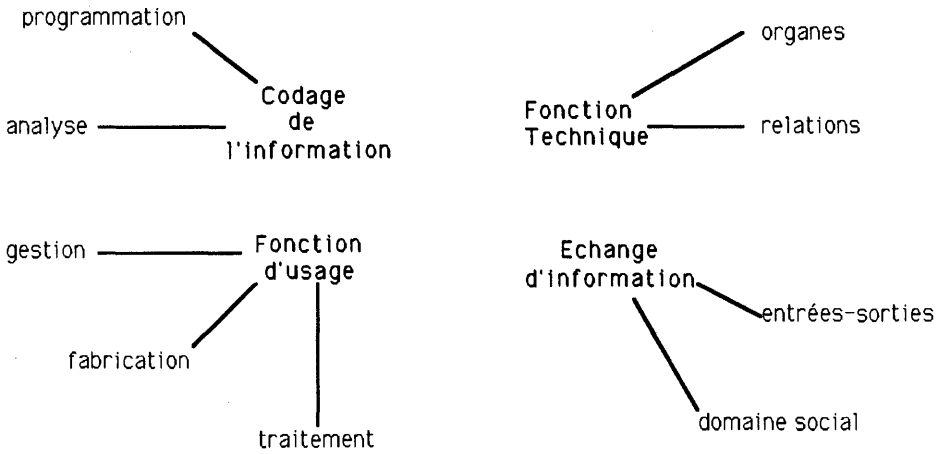 programmation
Codage
de
l'information
analyse
organes
Fonction
Technique
relations
gestion
Fonction
d'usage
fabrication
traitement
Echange
d'information
entrées-sorties
domaine social